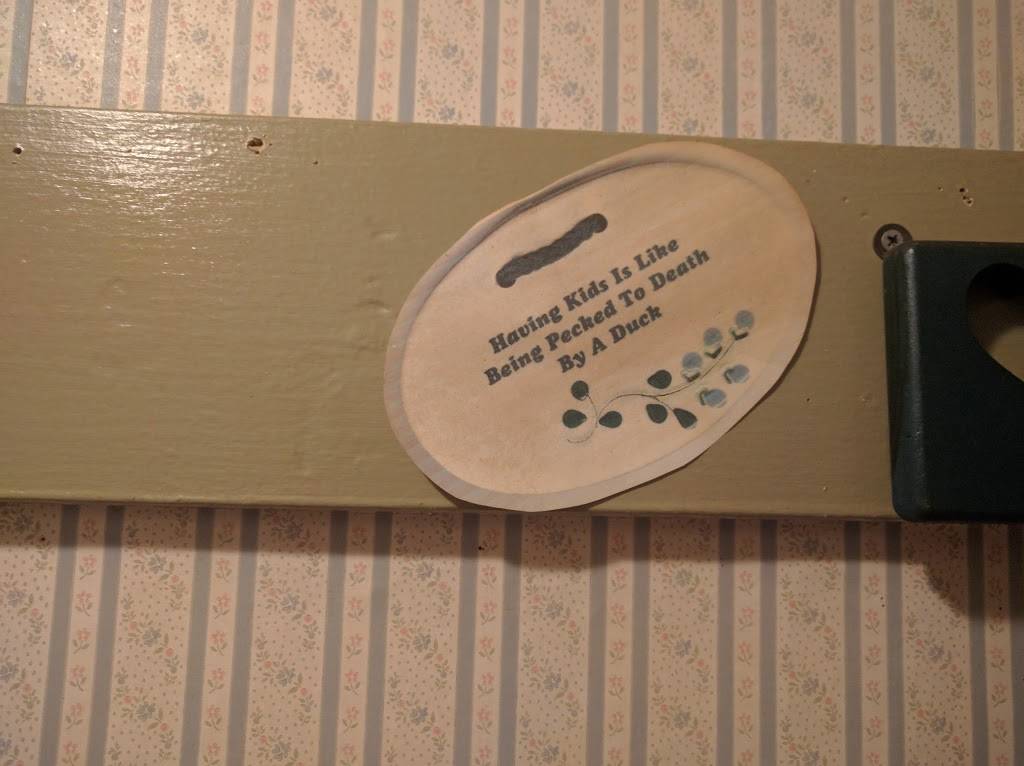 Having Kids Is Like
Being Pecked To Death
By A Duck